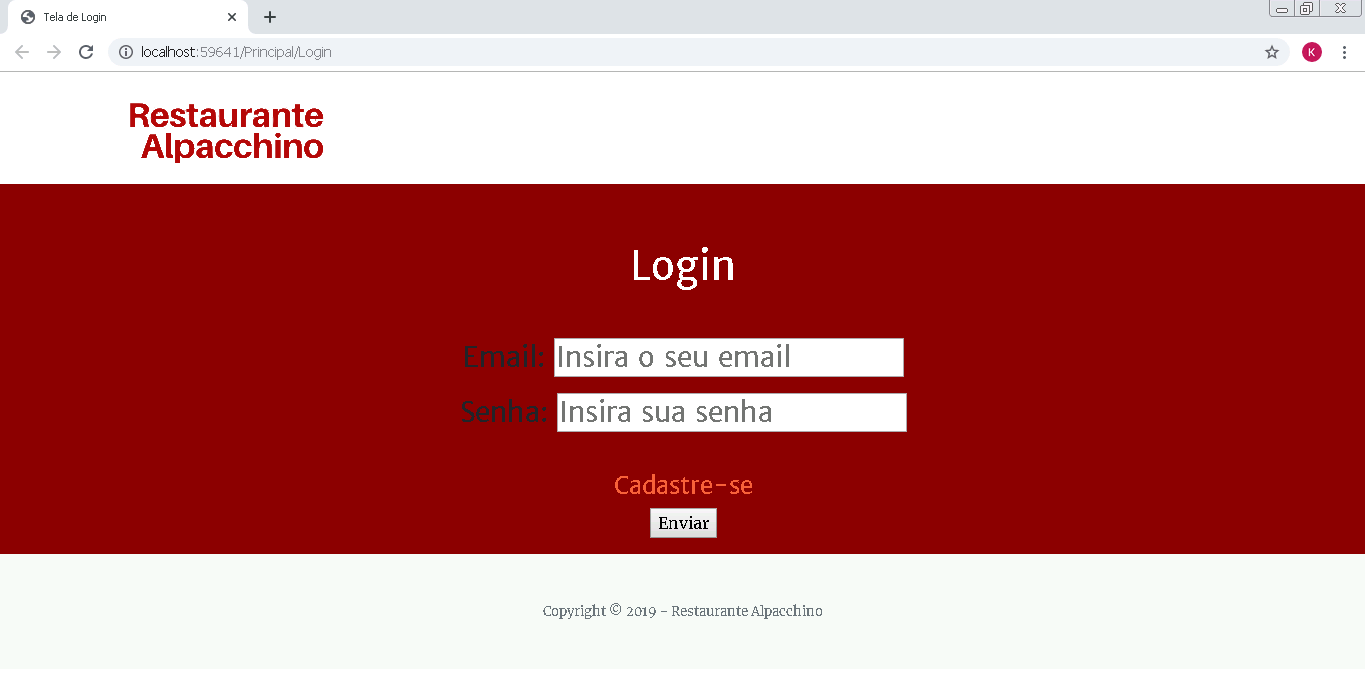 Tela de Login
localhost:59641/Principal/Login
K
Restaurante
Alpacchino
Login
Email: Insira o seu email
Senha: Insira sua senha
Cadastre-se
Enviar
Copyright © 2019 - Restaurante Alpacchino